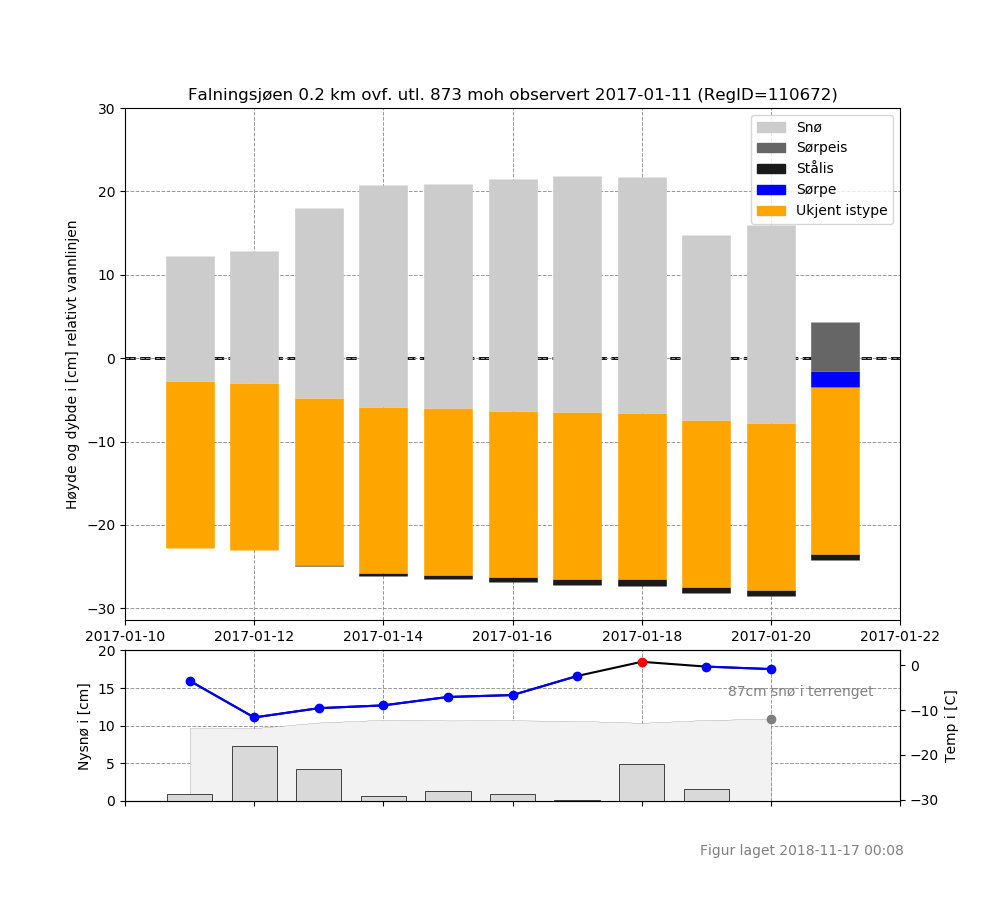 Falningsjøen 0.2 km ovf. utl. 873 moh observert 2017-01-11 (RegID=110672)
Høyde og dybde i [cm] relativt vannlinjen
30
20
10
0
−10
−20
−30
Snø
Sørpeis
Stålis
Sørpe
Ukjent istype
2017-01-10 2017-01-12 2017-01-14 2017-01-16 2017-01-18 2017-01-20 2017-01-22
Nysnø i [cm]
20
15
10
5
0
87cm snø i terrenget
0
−10
−20
−30
Temp i [C]
Figur laget 2018-11-17 00:08